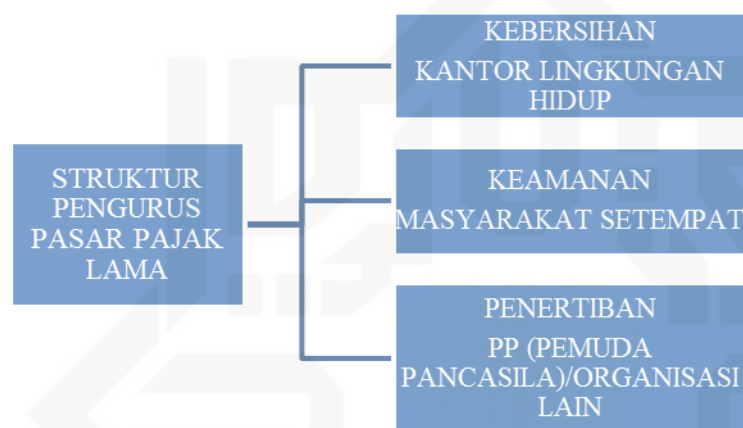 STRUKTUR
PENGURUS
PASAR PAJAK
LAMA
KEBERSIHAN
KANTOR LINGKUNGAN
HIDUP
KEAMANAN
MASYARAKAT SETEMPAT
PENERTIBAN
PP (PEMUDA
PANCASILA)/ORGANISASI
LAIN